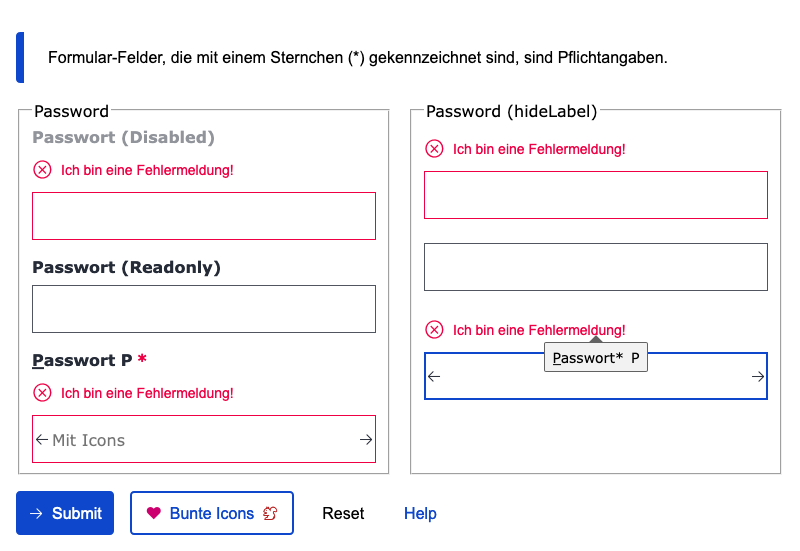 Formular-Felder, die mit einem Sternchen (*) gekennzeichnet sind, sind Pflichtangaben.
Password
Passwort (Disabled)
Ich bin eine Fehlermeldung!
Passwort (Readonly)
Passwort P *
Ich bin eine Fehlermeldung!
Mit Icons
Password (hideLabel)
Ich bin eine Fehlermeldung!
Ich bin eine Fehlermeldung!
Passwort* P
Submit
Bunte Icons
Reset
Help